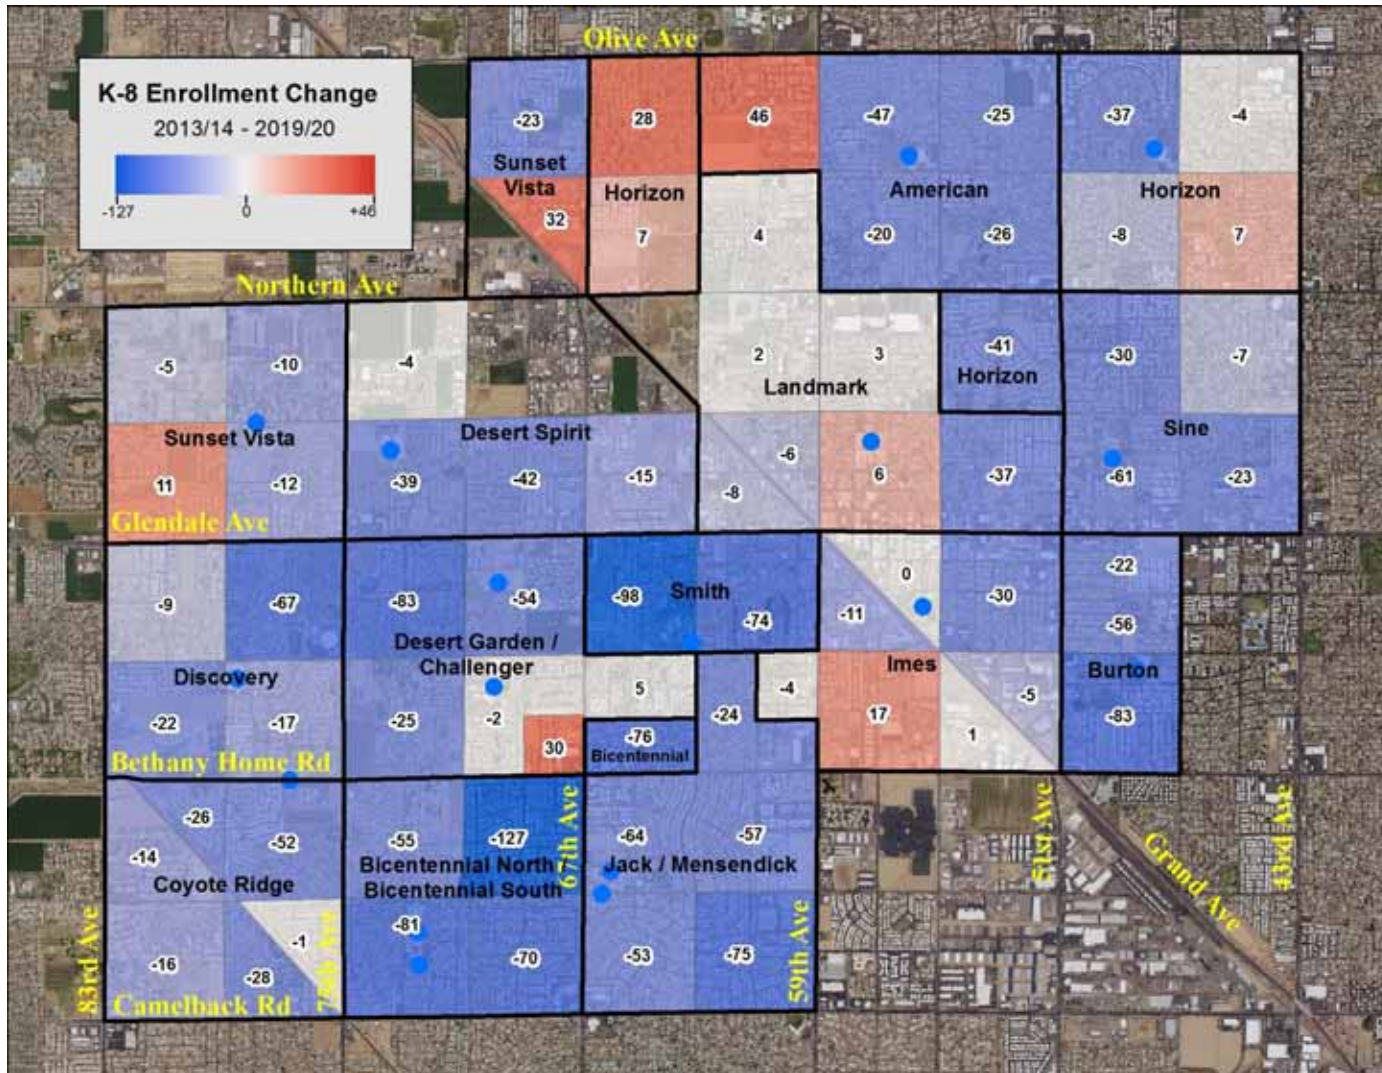 Olive Ave
K-8 Enrollment Change
2013/14 - 2019/20
-127 0 +46
-23 28 46 -47 -25 -37 -4
Sunset
Vista
Horizon
American
Horizon
32 7 4 -20 -26 -8 7
Northern Ave
-5 -10 -4 2 3 -41 -30 -7
Landmark
Horizon
Sunset Vista
Desert Spirit
Sine
11 -12 -39 -42 -15 -8 -6 6 -37 -61 -23
Glendale Ave
-9 -67 -83 -54 -98 -74 -11 0 -30 -22
-56
Smith
Desert Garden /
Challenger
Imes
Burton
Discovery
-22 -17 -25 -2 30 5 -24 -4 17 1 -5 -83
-76
Bicentennial
Bethany Home Rd
-26 -52 -14 -55 -127 -64 -57
Coyote Ridge
Bicentennial North /
Bicentennial South
Jack / Mensendick
-16 -28 -1 -81 -70 -53 -75
Camelback Rd
83rd Ave
75th Ave
67th Ave
59th Ave
51st Ave
Grand Ave
43rd Ave